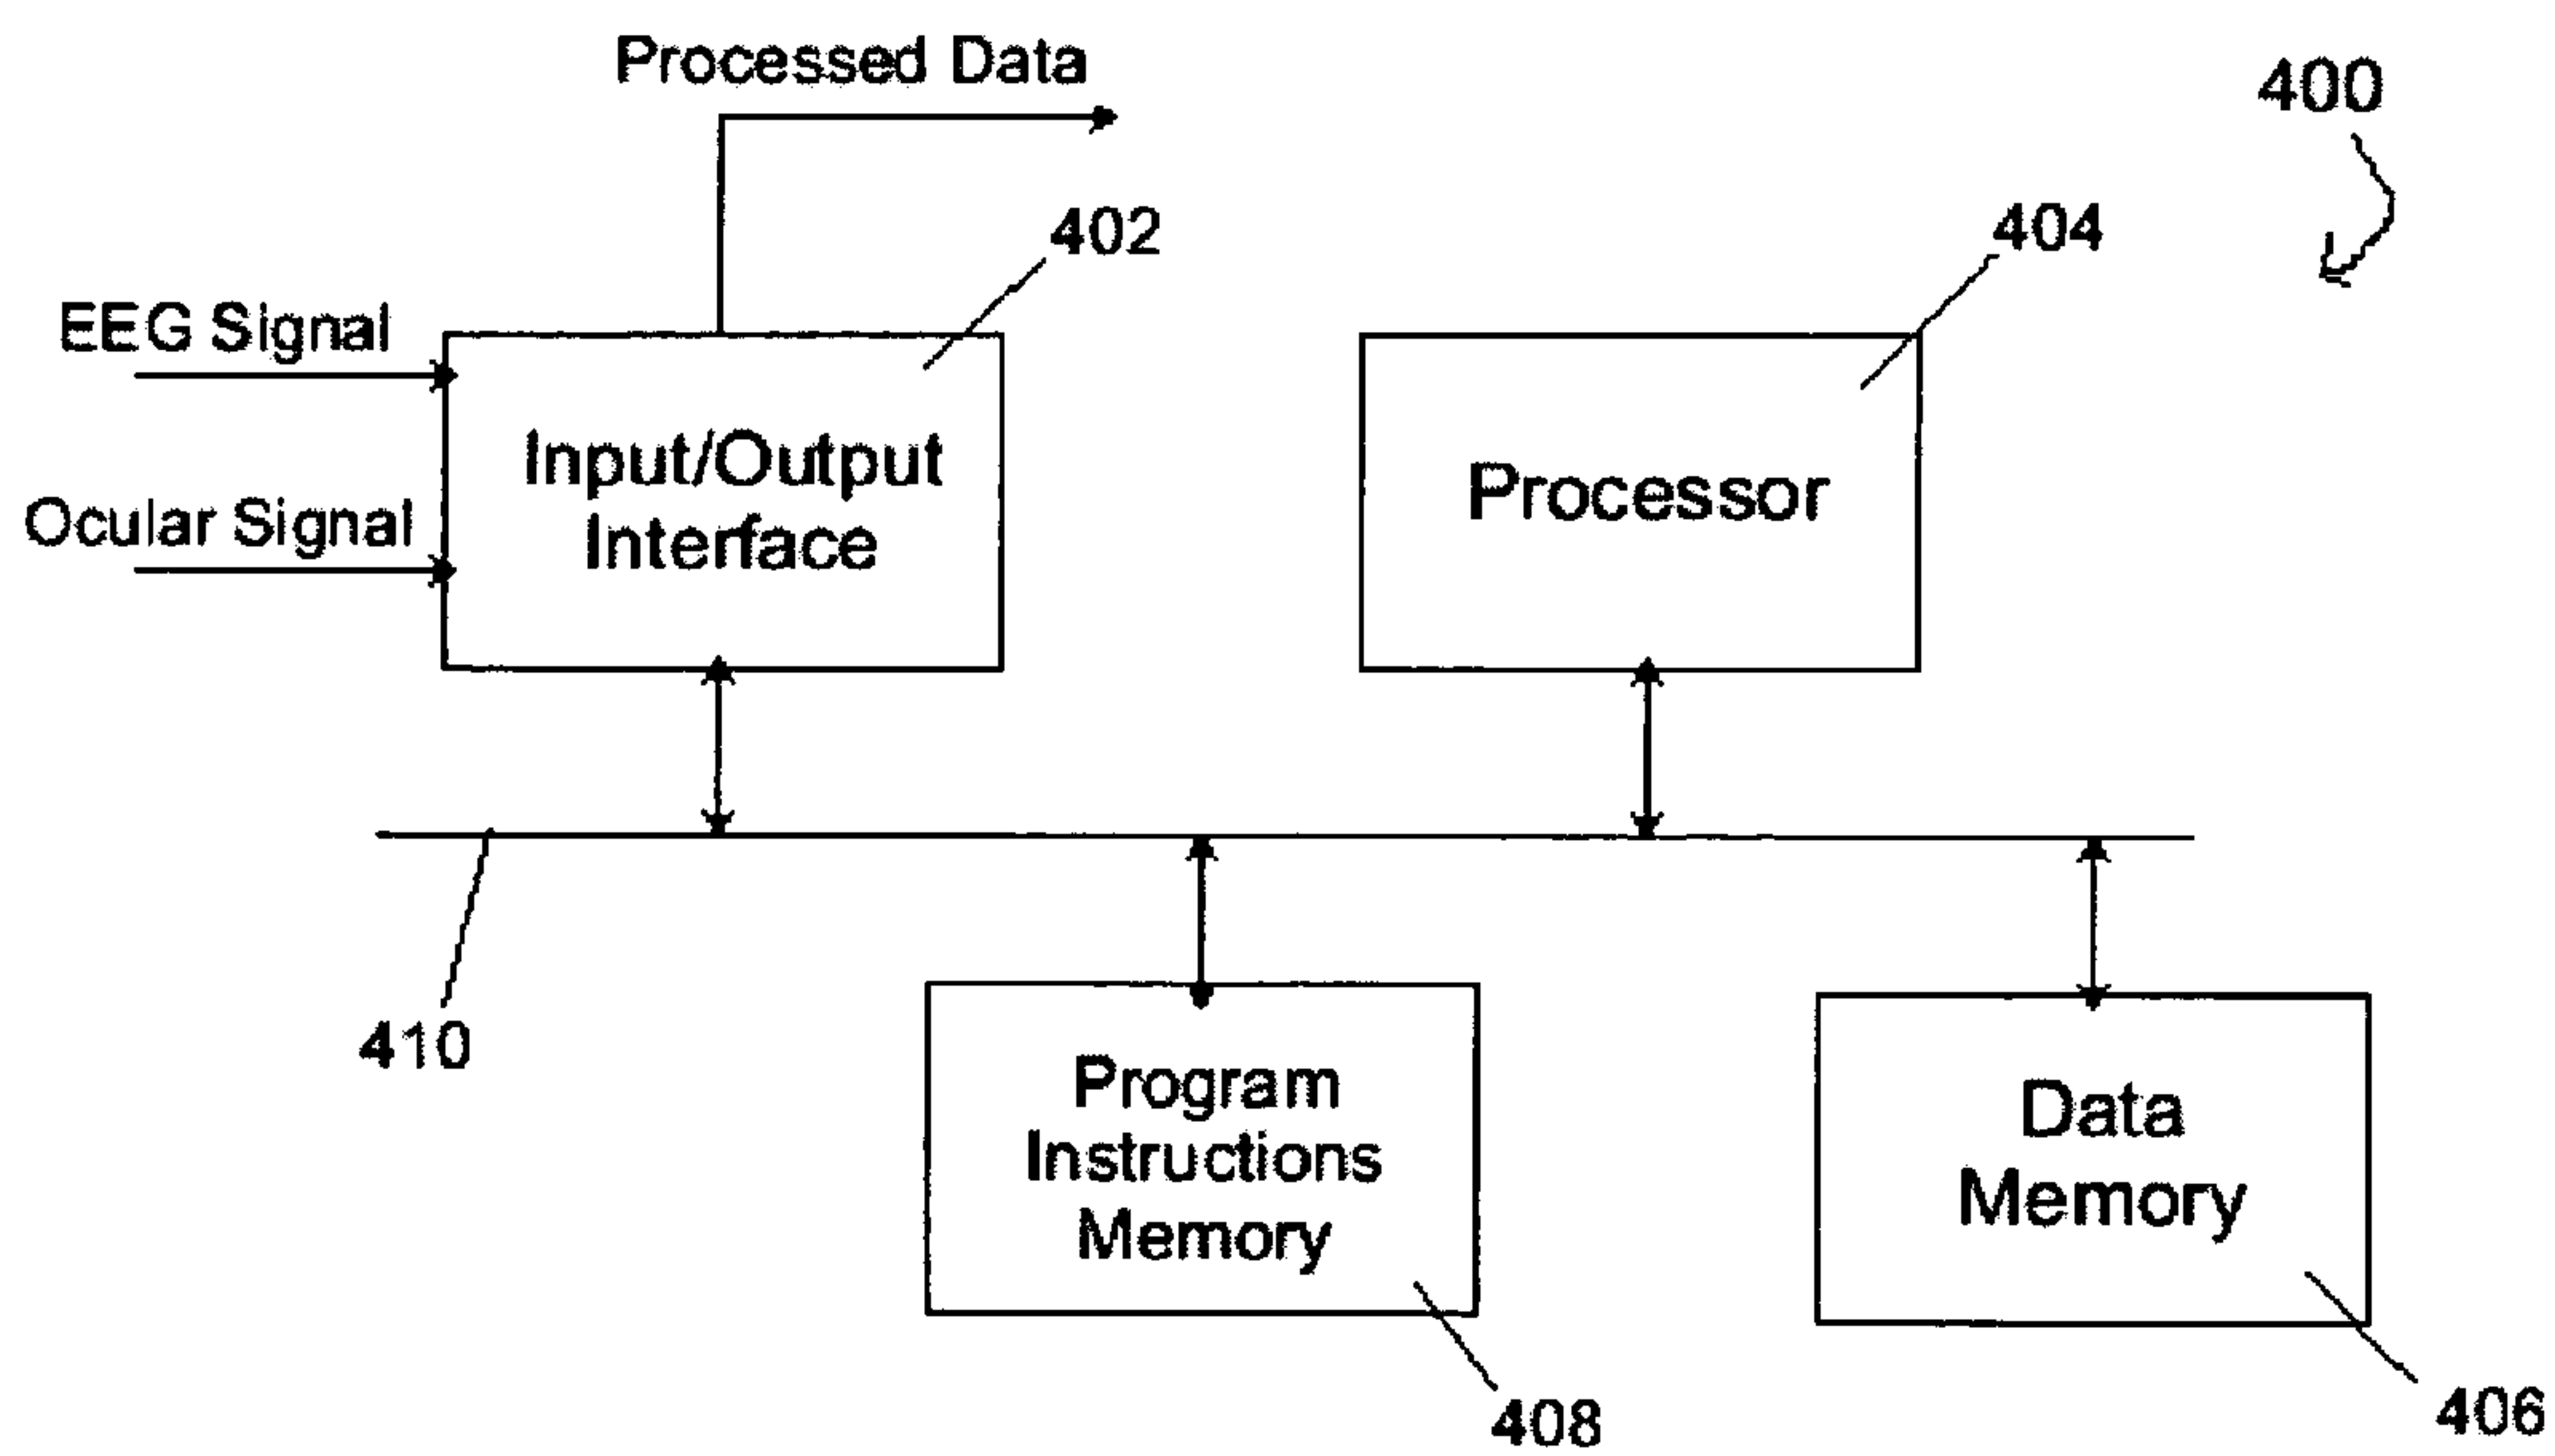 Processed Data
400
402
404
EEG Signal
Input/Output
Interface
Ocular Signal
Processor
410
Program
Instructions
Memory
Data
Memory
408
406